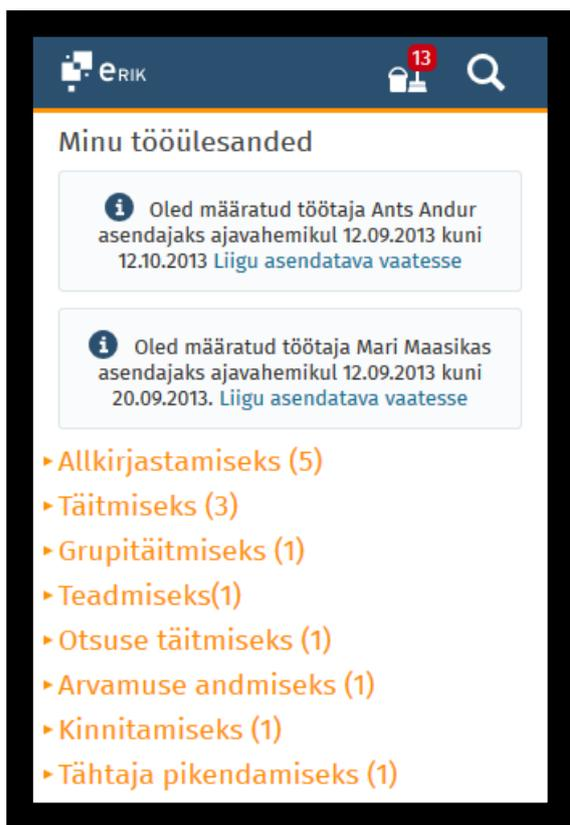 eRIK
13
Minu tööülesanded
Oled määratud töötaja Ants Andur
asendajaks ajavahemikul 12.09.2013 kuni
12.10.2013 Liigu asendatava vaatesse
Oled määratud töötaja Mari Maasikas
asendajaks ajavahemikul 12.09.2013 kuni
20.09.2013. Liigu asendatava vaatesse
Allkirjastamiseks (5)
Täitmiseks (3)
Grupitäitmiseks (1)
Teadmiseks(1)
Otsuse täitmiseks (1)
Arvamuse andmiseks (1)
Kinnitamiseks (1)
Tähtaja pikendamiseks (1)